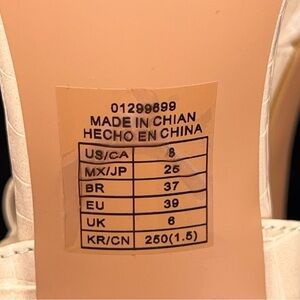 01299699
MADE IN CHIAN
HECHO EN CHINA
US/CA 8
MX/JP 25
BR 37
EU 39
UK 6
KR/CN 250(1.5)